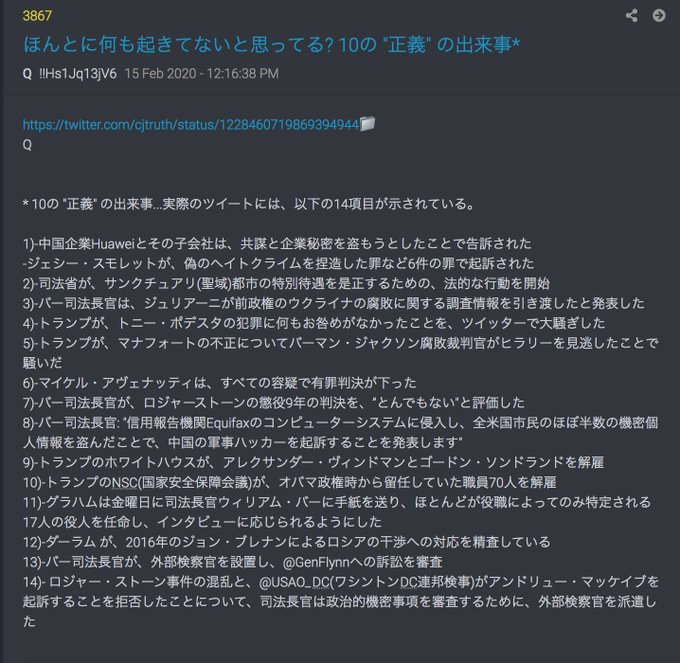 3867
ほんとに何も起きてないと思ってる? 10の "正義" の出来事*
Q !!Hs1Jq13jV6 15 Feb 2020 - 12:16:38 PM
https://twitter.com/cjtruth/status/1228460719869394944
Q
* 10の "正義" の出来事...実際のツイートには、以下の14項目が示されている。
1)-中国企業Huaweiとその子会社は、共謀と企業秘密を盗もうとしたことで告訴された
-ジェシー・スモレットが、偽のヘイトクライムを捏造した罪など6件の罪で起訴された
2)-司法省が、サンクチュアリ(聖域)都市の特別待遇を是正するための、法的な行動を開始
3)-バー司法長官は、ジュリアーニが前政権のウクライナの腐敗に関する調査情報を引き渡したと発表した
4)-トランプが、トニー・ポデスタの犯罪に何もお咎めがなかったことを、ツイッターで大騒ぎした
5)-トランプが、マナフォートの不正についてバーマン・ジャクソン腐敗裁判官がヒラリーを見逃したことで
騒いだ
6)-マイケル・アヴェナッティは、すべての容疑で有罪判決が下った
7)-バー司法長官が、ロジャーストーンの懲役9年の判決を、"とんでもない"と評価した
8)-バー司法長官: "信用報告機関Equifaxのコンピューターシステムに侵入し、全米国市民のほぼ半数の機密個
人情報を盗んだことで、中国の軍事ハッカーを起訴することを発表します"
9)-トランプのホワイトハウスが、アレクサンダー・ヴィンドマンとゴードン・ソンドランドを解雇
10)-トランプのNSC(国家安全保障会議)が、オバマ政権時から留任していた職員70人を解雇
11)-グラハムは金曜日に司法長官ウィリアム・バーに手紙を送り、ほとんどが役職によってのみ特定される
17人の役人を任命し、インタビューに応じられるようにした
12)-ダーラム が、2016年のジョン・ブレナンによるロシアの干渉への対応を精査している
13)-バー司法長官が、外部検察官を設置し、@GenFlynnへの訴訟を審査
14)- ロジャー・ストーン事件の混乱と、@USAO_DC(ワシントンDC連邦検事)がアンドリュー・マッケイブを
起訴することを拒否したことについて、司法長官は政治的機密事項を審査するために、外部検察官を派遣し
た